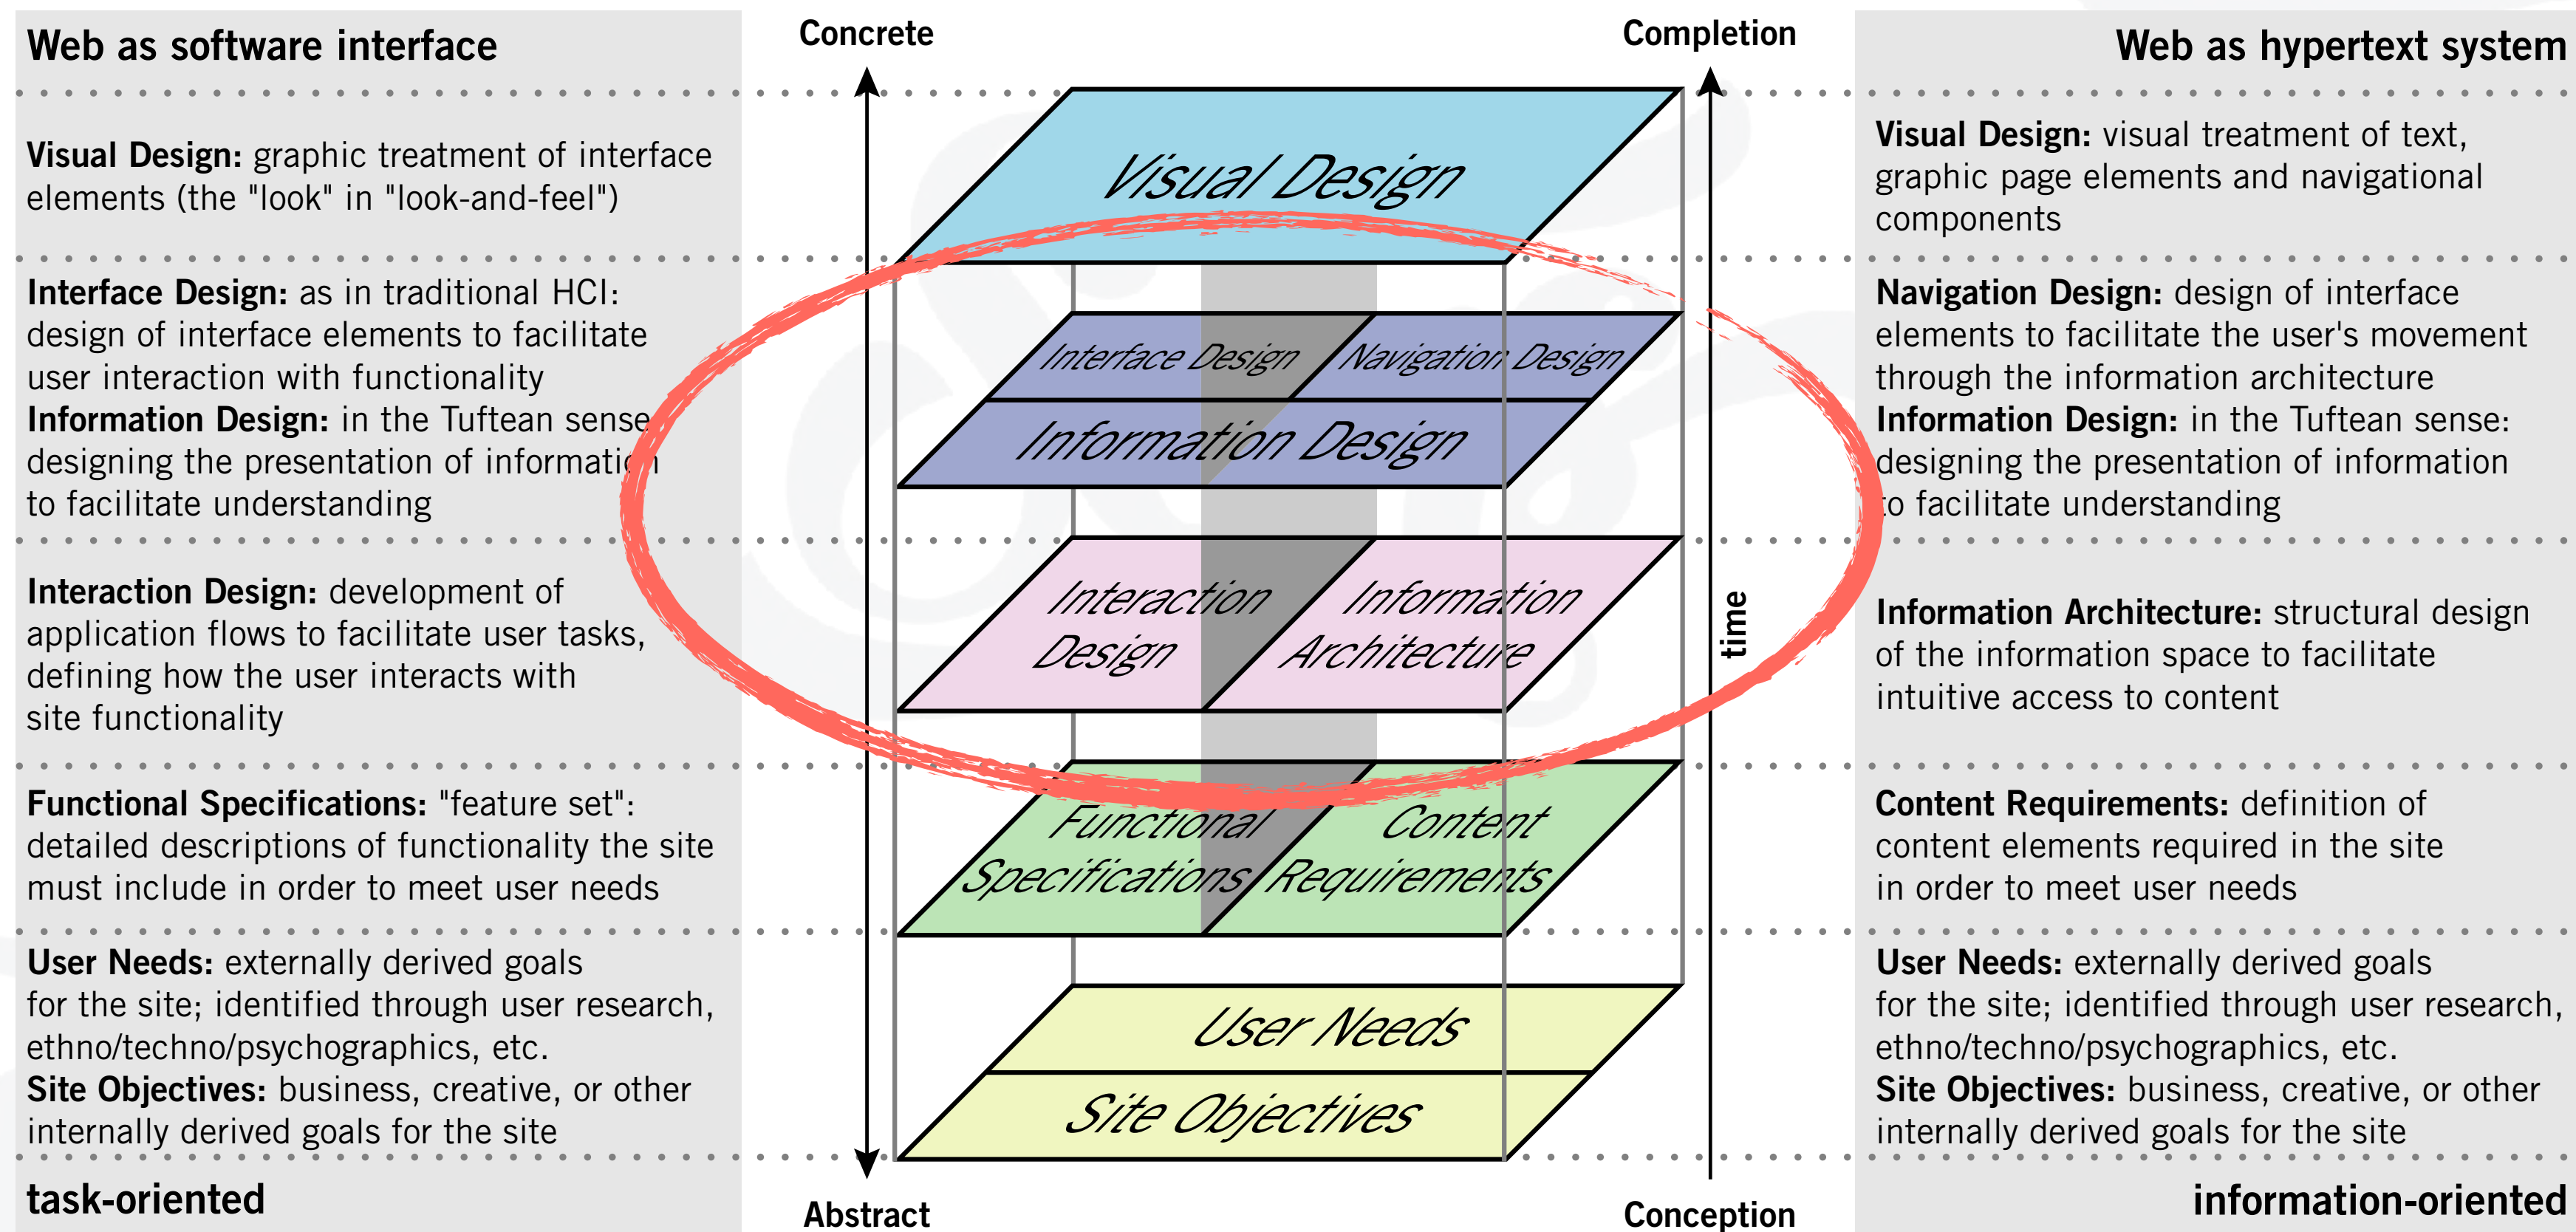 Web as software interface
Visual Design: graphic treatment of interface
elements (the "look" in "look-and-feel")
Interface Design: as in traditional HCI:
design of interface elements to facilitate
user interaction with functionality
Information Design: in the Tuftean sense
designing the presentation of information
to facilitate understanding
Interaction Design: development of
application flows to facilitate user tasks,
defining how the user interacts with
site functionality
Functional Specifications: "feature set":
detailed descriptions of functionality the site
must include in order to meet user needs
User Needs: externally derived goals
for the site; identified through user research,
ethno/techno/psychographics, etc.
Site Objectives: business, creative, or other
internally derived goals for the site
task-oriented
Concrete
Completion
Visual Design
Interface Design
Navigation Design
Information Design
Interaction
Design
Information
Architecture
time
Functional
Specifications
Content
Requirements
User Needs
Site Objectives
Abstract
Conception
Web as hypertext system
Visual Design: visual treatment of text,
graphic page elements and navigational
components
Navigation Design: design of interface
elements to facilitate the user's movement
through the information architecture
Information Design: in the Tuftean sense:
designing the presentation of information
to facilitate understanding
Information Architecture: structural design
of the information space to facilitate
intuitive access to content
Content Requirements: definition of
content elements required in the site
in order to meet user needs
User Needs: externally derived goals
for the site; identified through user research,
ethno/techno/psychographics, etc.
Site Objectives: business, creative, or other
internally derived goals for the site
information-oriented